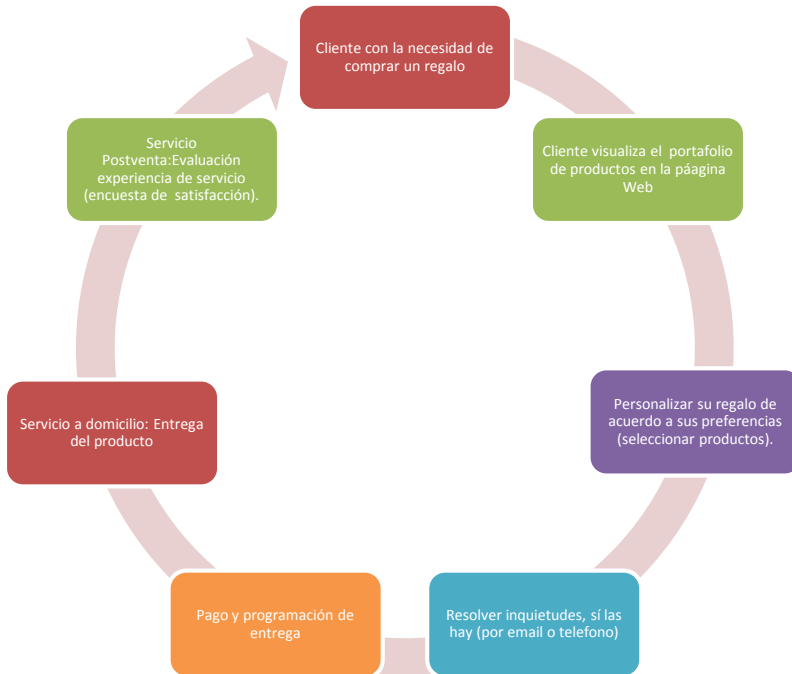 Cliente con la necesidad de
comprar un regalo
Cliente visualiza el portafolio
de productos en la páagina
Web
Personalizar su regalo de
acuerdo a sus preferencias
(seleccionar productos).
Resolver inquietudes, sí las
hay (por email o telefono)
Pago y programación de
entrega
Servicio a domicilio: Entrega
del producto
Servicio
Postventa:Evaluación
experiencia de servicio
(encuesta de satisfacción).